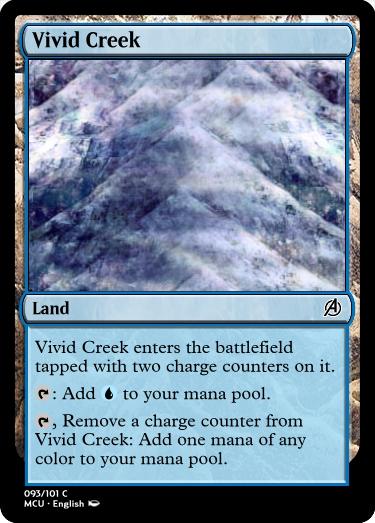 Vivid Creek
Land
Vivid Creek enters the battlefield
tapped with two charge counters on it.
: Add to your mana pool.
, Remove a charge counter from
Vivid Creek: Add one mana of any
color to your mana pool.
093/101 C
MCU · English